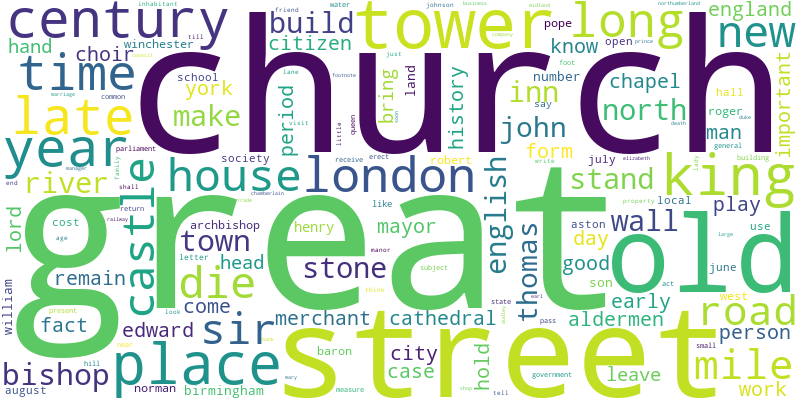 inhabitant
century
till
hand
choir
winchester
time
late
year
school
york
make
river
lord
castle
cost
age
remain
william
fact
present
edward
bishop
august
norman
hill
place
birmingham
church
tower
long
build
citizen
friend
water
johnson
business
midland
northumberland
england
new
pope
open
prince
know
just
lane
footnote
company
foot
period
bring
land
history
inn
number
chapel
hall
say
roger
duke
important
north
man
john
form
july
death
general
house
london
society
receive
erect
robert
write
elizabeth
lady
building
english
stand
king
great
old
archbishop
town
henry
mayor
like
die
head
stone
manor
letter
come
subject
sir
look
think
merchant
cathedral
thomas
day
good
son
early
aldermen
aston
local
property
play
use
wall
june
large
act
west
road
person
mile
small
work
street
city
case
baron
hold
leave
pass
state
earl
government
measure
mary
tell
shop
near
end
shall
return
railway
parliament
marriage
common
family
manager
chamberlain
visit
queen
little
soon